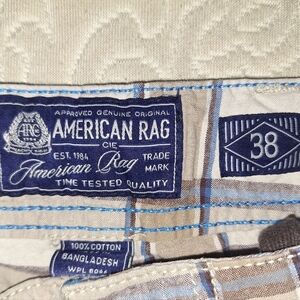 APPROVED GENUINE ORIGINAL
ARC
AMERICAN RAG
CIE
EST. 1984
TRADE
MARK
American Rag
TIME TESTED QUALITY
38
100% COTTON
BANGLADESH